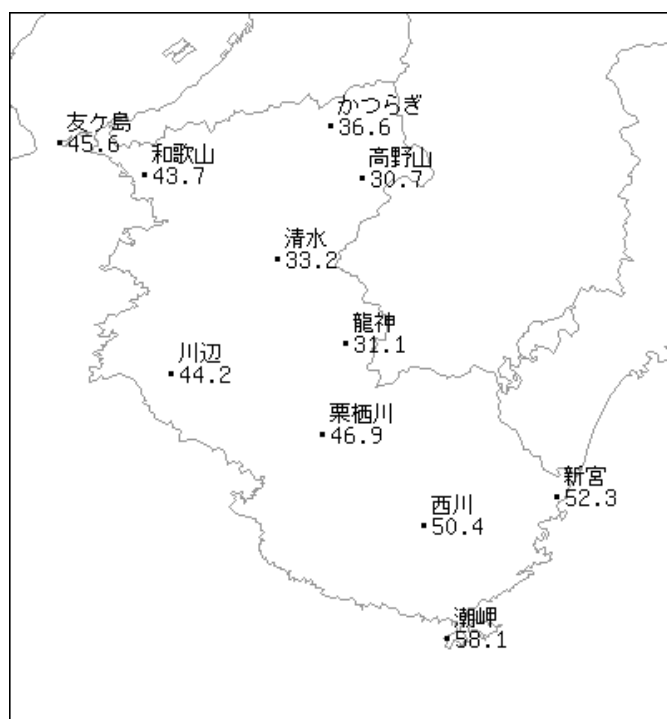 かつらぎ
36.6
友ケ島
45.6
和歌山
43.7
高野山
30.7
清水
33.2
龍神
31.1
川辺
44.2
栗栖川
46.9
新宮
52.3
西川
50.4
潮岬
58.1